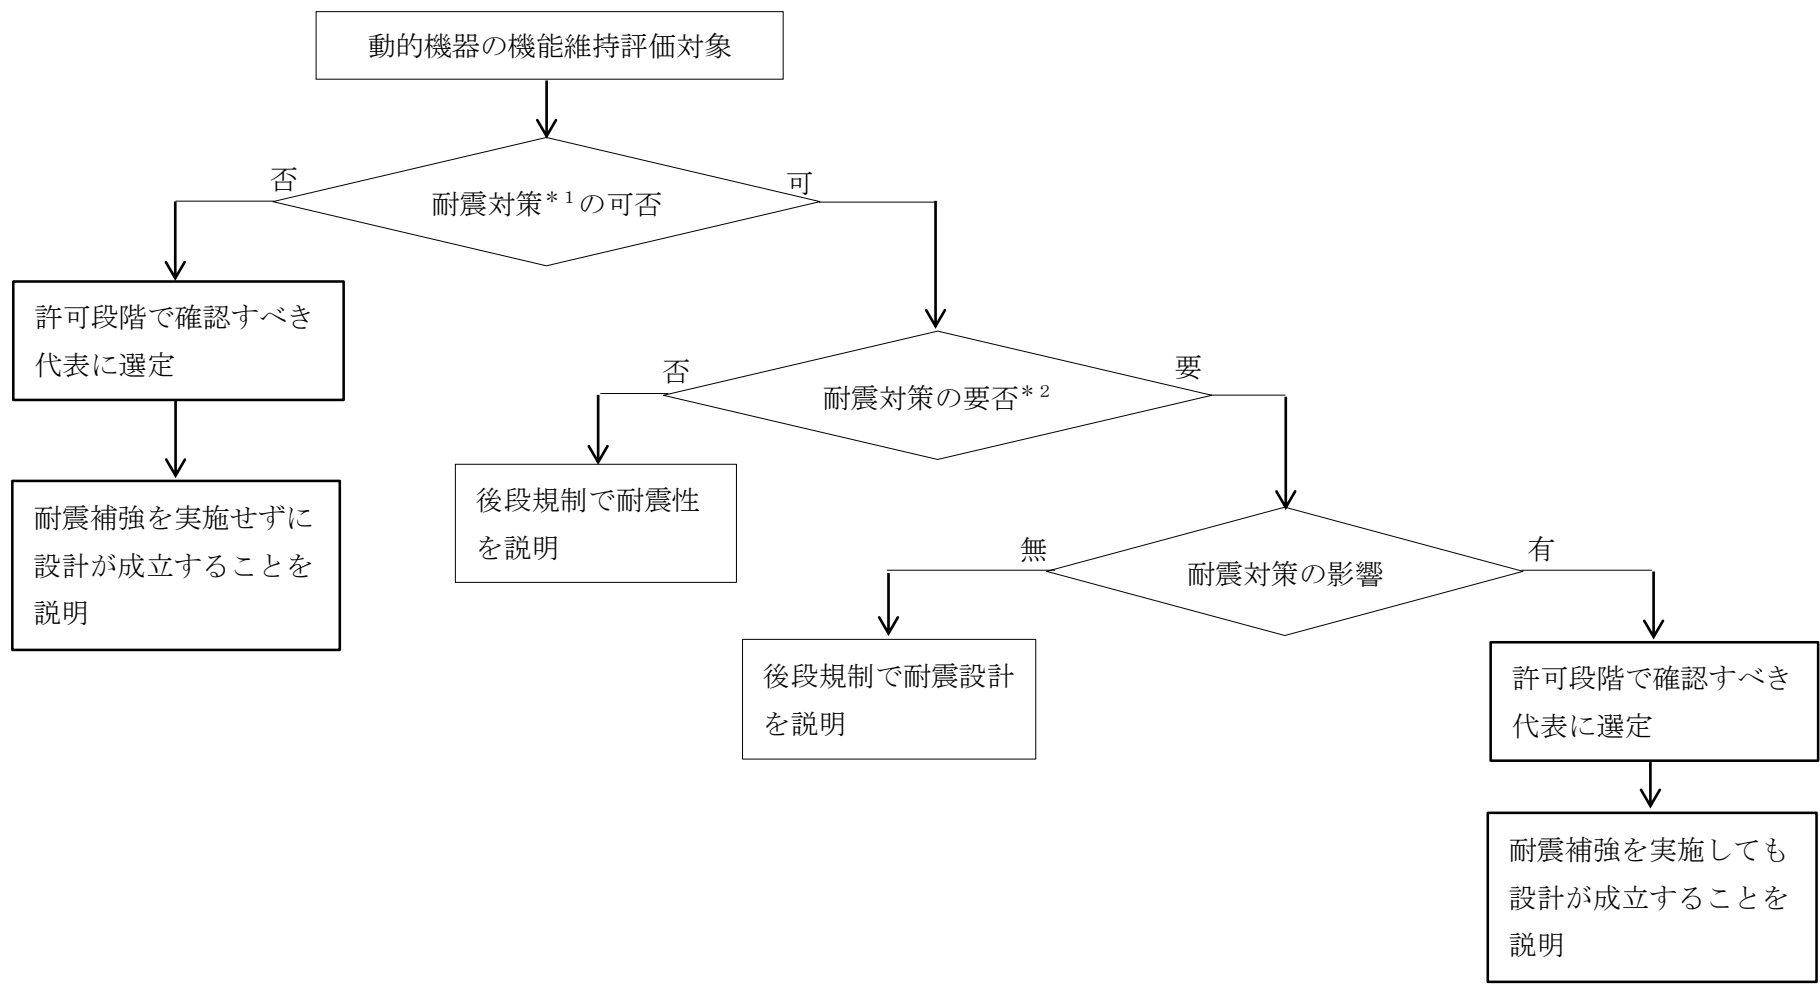 動的機器の機能維持評価対象
否
可
耐震対策*1の可否
許可段階で確認すべき
代表に選定
否
要
耐震対策の要否*2
耐震補強を実施せずに
設計が成立することを
説明
後段規制で耐震性
を説明
無
有
耐震対策の影響
後段規制で耐震設計
を説明
許可段階で確認すべき
代表に選定
耐震補強を実施しても
設計が成立することを
説明